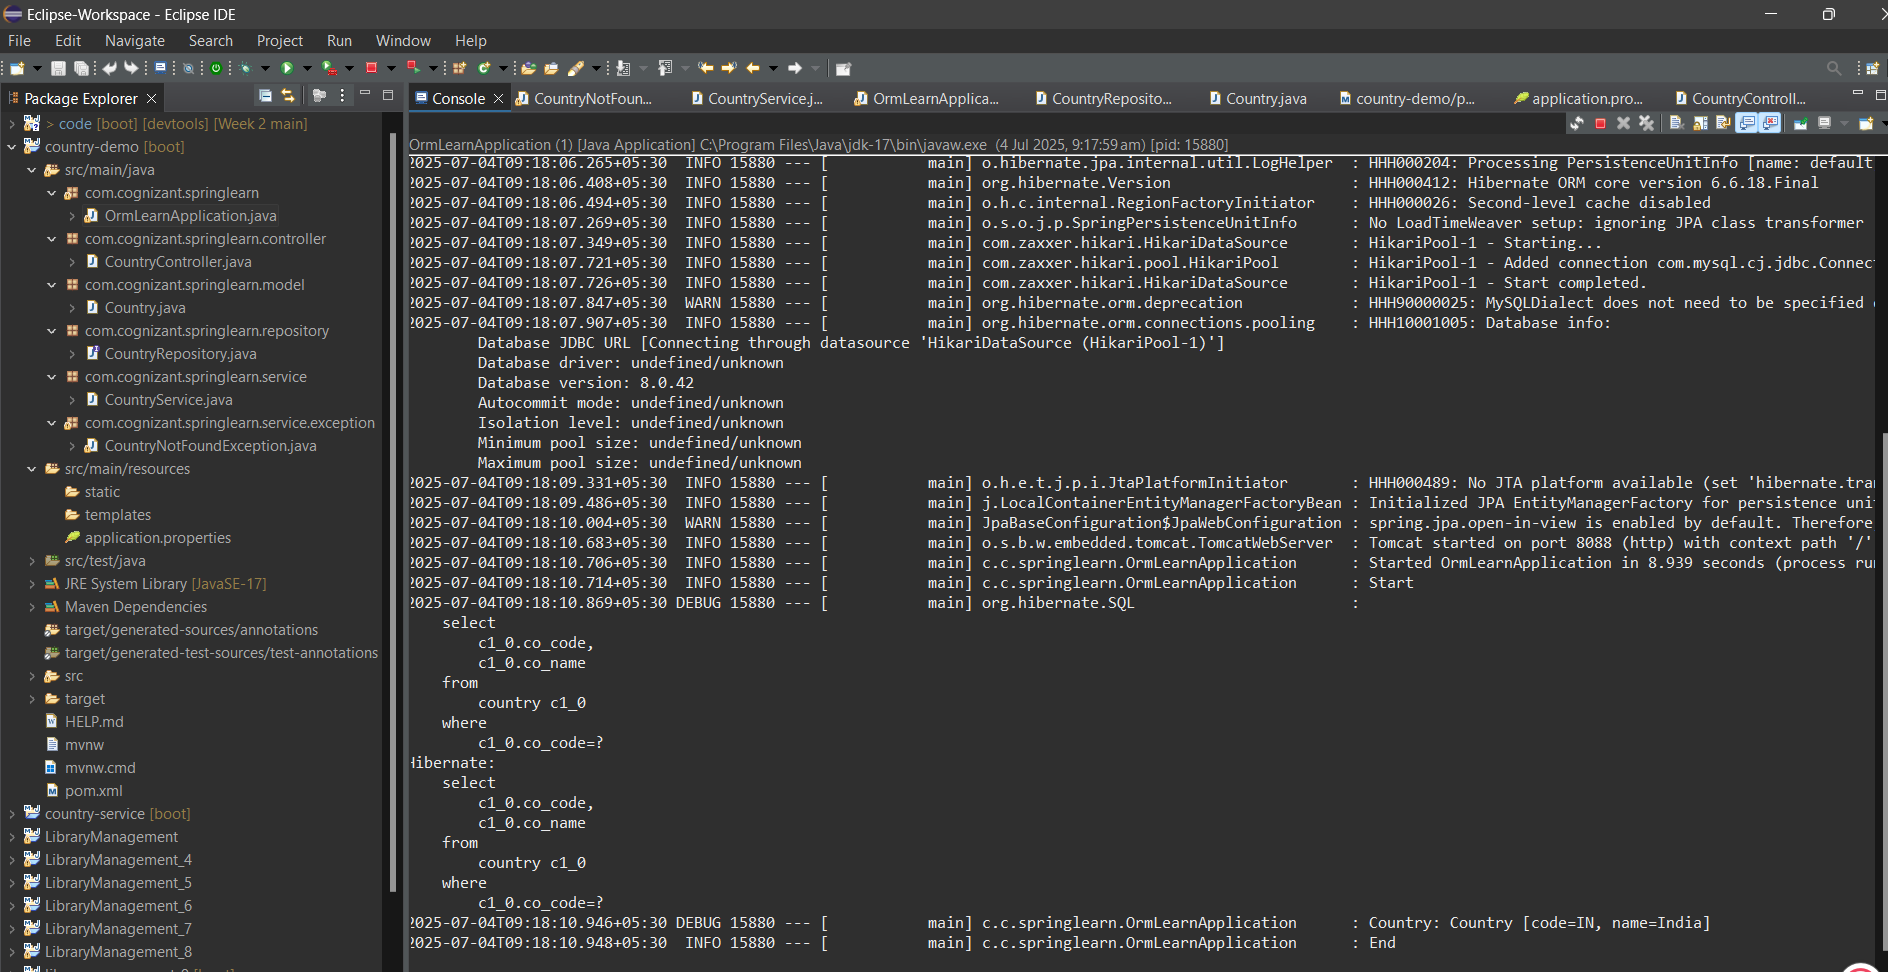 Eclipse-Workspace - Eclipse IDE
File Edit Navigate Search Project Run Window Help
Package Explorer
Console CountryNotFoun... CountryService.j... OrmLearnApplica... CountryReposito... Country.java country-demo/p... application.pro... CountryControll...
> code [boot] [devtools] [Week 2 main]
country-demo [boot]
src/main/java
com.cognizant.springlearn
OrmLearnApplication.java
com.cognizant.springlearn.controller
CountryController.java
com.cognizant.springlearn.model
Country.java
com.cognizant.springlearn.repository
CountryRepository.java
com.cognizant.springlearn.service
CountryService.java
com.cognizant.springlearn.service.exception
CountryNotFoundException.java
src/main/resources
static
templates
application.properties
src/test/java
JRE System Library [JavaSE-17]
Maven Dependencies
target/generated-sources/annotations
target/generated-test-sources/test-annotations
src
target
HELP.md
mvnw
mvnw.cmd
pom.xml
country-service [boot]
LibraryManagement
LibraryManagement_4
LibraryManagement_5
LibraryManagement_6
LibraryManagement_7
LibraryManagement_8
OrmLearnApplication (1) [Java Application] C:\Program Files\Java\jdk-17\bin\javaw.exe (4 Jul 2025, 9:17:59 am) [pid: 15880]
2025-07-04T09:18:06.265+05:30 INFO 15880 --- [ main] o.hibernate.jpa.internal.util.LogHelper : HHH000204: Processing PersistenceUnitInfo [name: default
2025-07-04T09:18:06.408+05:30 INFO 15880 --- [ main] org.hibernate.Version : HHH000412: Hibernate ORM core version 6.6.18.Final
2025-07-04T09:18:06.494+05:30 INFO 15880 --- [ main] o.h.c.internal.RegionFactoryInitiator : HHH000026: Second-level cache disabled
2025-07-04T09:18:07.269+05:30 INFO 15880 --- [ main] o.s.o.j.p.SpringPersistenceUnitInfo : No LoadTimeWeaver setup: ignoring JPA class transformer
2025-07-04T09:18:07.349+05:30 INFO 15880 --- [ main] com.zaxxer.hikari.HikariDataSource : HikariPool-1 - Starting...
2025-07-04T09:18:07.721+05:30 INFO 15880 --- [ main] com.zaxxer.hikari.pool.HikariPool : HikariPool-1 - Added connection com.mysql.cj.jdbc.Connec
2025-07-04T09:18:07.726+05:30 INFO 15880 --- [ main] com.zaxxer.hikari.HikariDataSource : HikariPool-1 - Start completed.
2025-07-04T09:18:07.847+05:30 WARN 15880 --- [ main] org.hibernate.orm.deprecation : HHH90000025: MySQLDialect does not need to be specified
2025-07-04T09:18:07.907+05:30 INFO 15880 --- [ main] org.hibernate.orm.connections.pooling : HHH10001005: Database info:
Database JDBC URL [Connecting through datasource 'HikariDataSource (HikariPool-1)']
Database driver: undefined/unknown
Database version: 8.0.42
Autocommit mode: undefined/unknown
Isolation level: undefined/unknown
Minimum pool size: undefined/unknown
Maximum pool size: undefined/unknown
2025-07-04T09:18:09.331+05:30 INFO 15880 --- [ main] o.h.e.t.j.p.i.JtaPlatformInitiator : HHH000489: No JTA platform available (set 'hibernate.tra
2025-07-04T09:18:09.486+05:30 INFO 15880 --- [ main] j.LocalContainerEntityManagerFactoryBean : Initialized JPA EntityManagerFactory for persistence uni
2025-07-04T09:18:10.004+05:30 WARN 15880 --- [ main] JpaBaseConfiguration$JpaWebConfiguration : spring.jpa.open-in-view is enabled by default. Therefore
2025-07-04T09:18:10.683+05:30 INFO 15880 --- [ main] o.s.b.w.embedded.tomcat.TomcatWebServer : Tomcat started on port 8088 (http) with context path '/'
2025-07-04T09:18:10.706+05:30 INFO 15880 --- [ main] c.c.springlearn.OrmLearnApplication : Started OrmLearnApplication in 8.939 seconds (process ru
2025-07-04T09:18:10.714+05:30 INFO 15880 --- [ main] c.c.springlearn.OrmLearnApplication : Start
2025-07-04T09:18:10.869+05:30 DEBUG 15880 --- [ main] org.hibernate.SQL :
select
c1_0.co_code,
c1_0.co_name
from
country c1_0
where
c1_0.co_code=?
Hibernate:
select
c1_0.co_code,
c1_0.co_name
from
country c1_0
where
c1_0.co_code=?
2025-07-04T09:18:10.946+05:30 DEBUG 15880 --- [ main] c.c.springlearn.OrmLearnApplication : Country: Country [code=IN, name=India]
2025-07-04T09:18:10.948+05:30 INFO 15880 --- [ main] c.c.springlearn.OrmLearnApplication : End